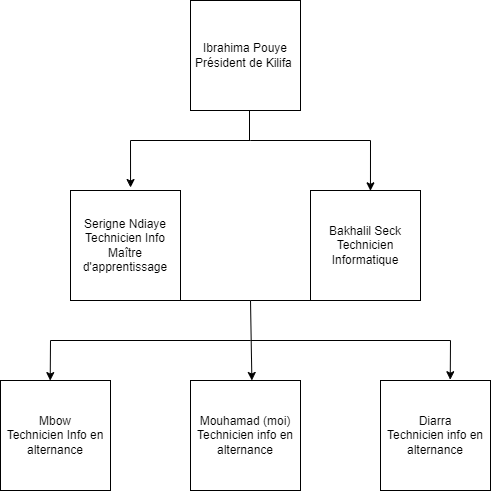 Ibrahima Pouye
Président de Kilifa
Serigne Ndiaye
Technicien Info
Maître
d'apprentissage
Bakhalil Seck
Technicien
Informatique
Mbow
Technicien Info en
alternance
Mouhamad (moi)
Technicien info en
alternance
Diarra
Technicien info en
alternance